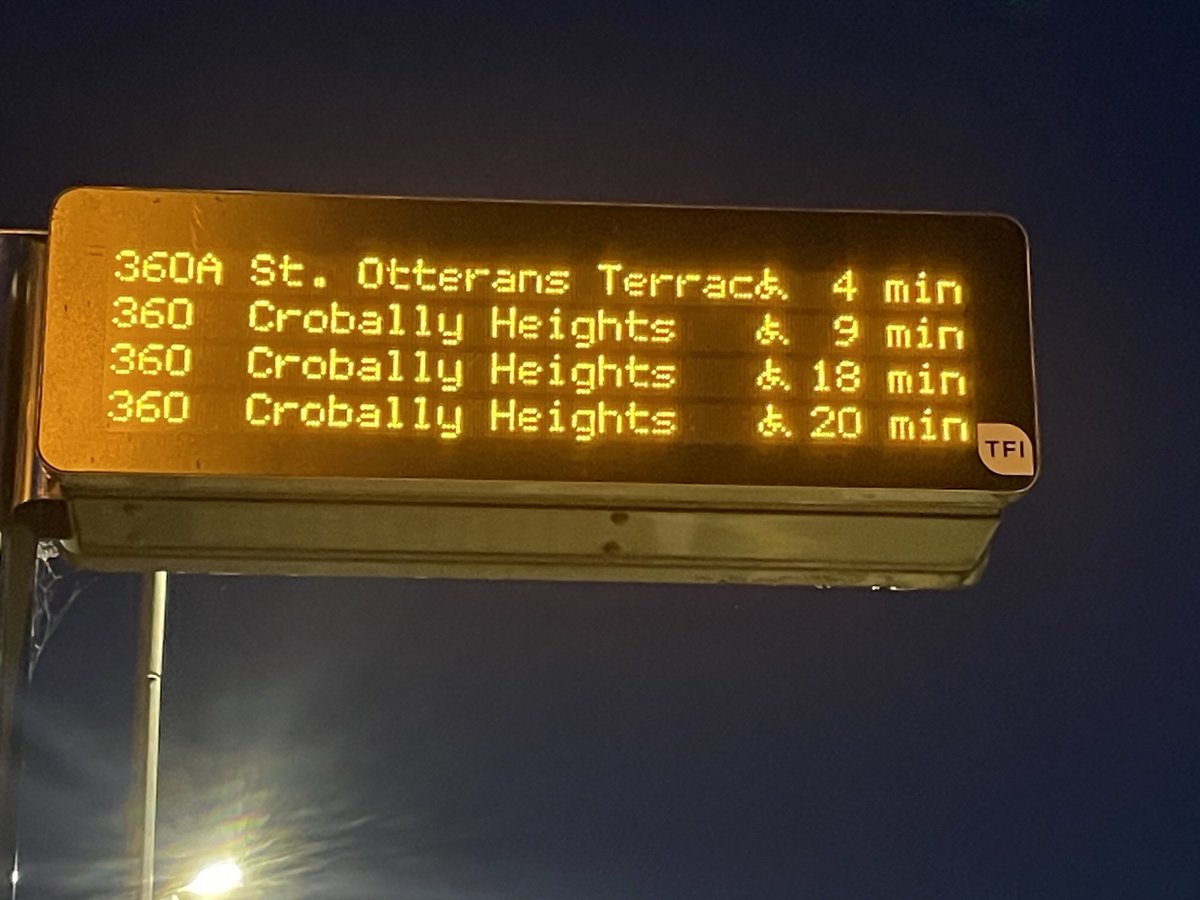 360A St. Otterans Terrac♿ 4 min
360 Crobally Heights ♿ 9 min
360 Crobally Heights ♿ 18 min
360 Crobally Heights ♿ 20 min
TFI